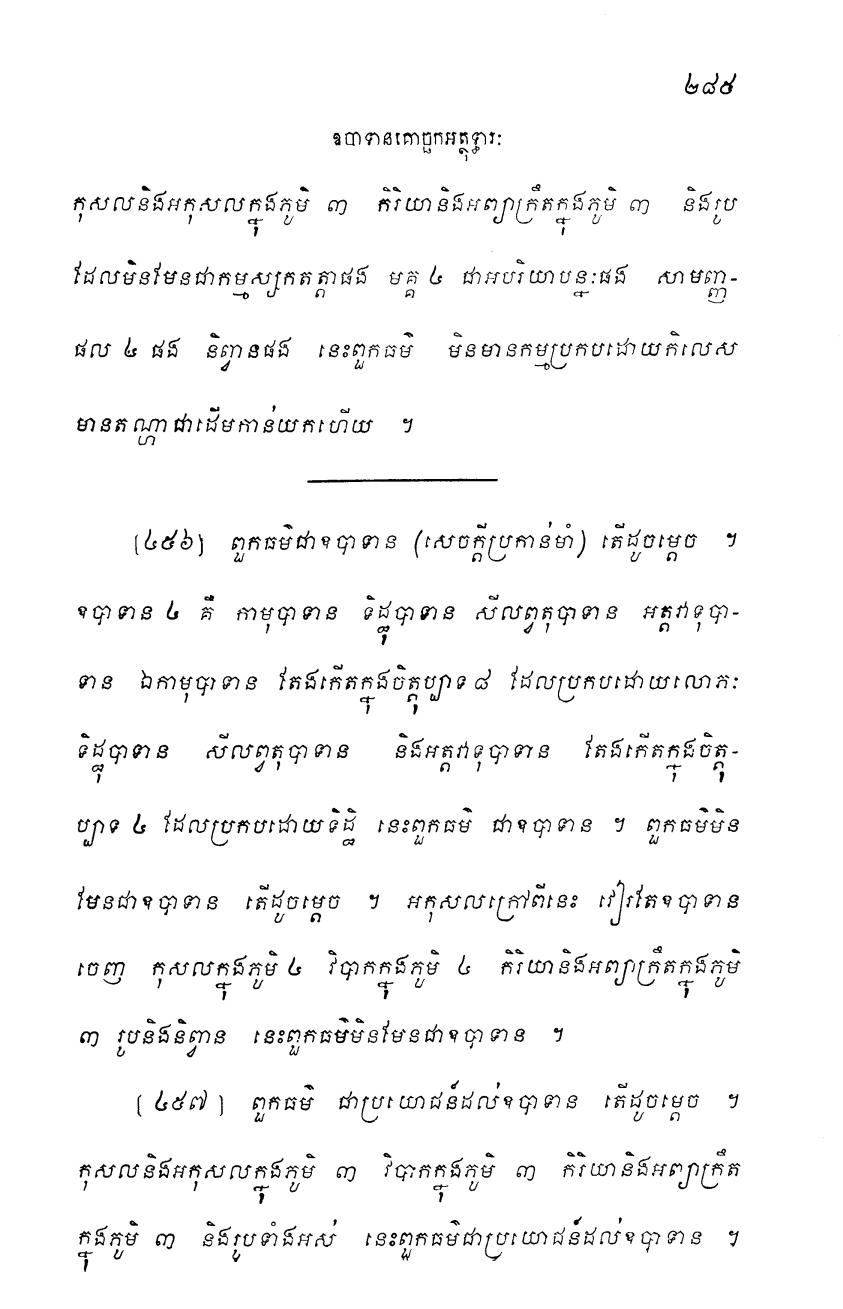 ២៨៥
ឧបាទានគោច្ឆកអត្ថុទ្ធារៈ
កុសលនិងអកុសលក្នុងភូមិ ៣ កិរិយានិងអព្យាក្រឹតក្នុងភូមិ ៣ និងរូប
ដែលមិនមែនជាកម្មស្សកតត្តាផង មគ្គ ៤ ជាអបរិយាបន្នៈផង សាមញ្ញ-
ផល ៤ ផង និព្វានផង នេះពួកធម៌ មិនមានកម្មប្រកបដោយកិលេស
មានតណ្ហាជាដើមកាន់យកហើយ ។
[៤៥៦] ពួកធម៌ជាឧបាទាន (សេចក្តីប្រកាន់មាំ) តើដូចម្តេច ។
ឧបាទាន ៤ គឺ កាមុបាទាន ទិដ្ឋុបាទាន សីលព្វតុបាទាន អត្តវាទុបា-
ទាន ឯកាមុបាទាន តែងកើតក្នុងចិត្តុប្បាទ ៨ ដែលប្រកបដោយលោភៈ
ទិដ្ឋុបាទាន សីលព្វតុបាទាន និងអត្តវាទុបាទាន តែងកើតក្នុងចិត្តុ-
ប្បាទ ៤ ដែលប្រកបដោយទិដ្ឋិ នេះពួកធម៌ ជាឧបាទាន ។ ពួកធម៌មិន
មែនជាឧបាទាន តើដូចម្តេច ។ អកុសលក្រៅពីនេះ វៀរតែឧបាទាន
ចេញ កុសលក្នុងភូមិ ៤ វិបាកក្នុងភូមិ ៤ កិរិយានិងអព្យាក្រឹតក្នុងភូមិ
៣ រូបនិងនិព្វាន នេះពួកធម៌មិនមែនជាឧបាទាន ។
[៤៥៧] ពួកធម៌ ជាប្រយោជន៍ដល់ឧបាទាន តើដូចម្តេច ។
កុសលនិងអកុសលក្នុងភូមិ ៣ វិបាកក្នុងភូមិ ៣ កិរិយានិងអព្យាក្រឹត
ក្នុងភូមិ ៣ និងរូបទាំងអស់ នេះពួកធម៌ជាប្រយោជន៍ដល់ឧបាទាន ។